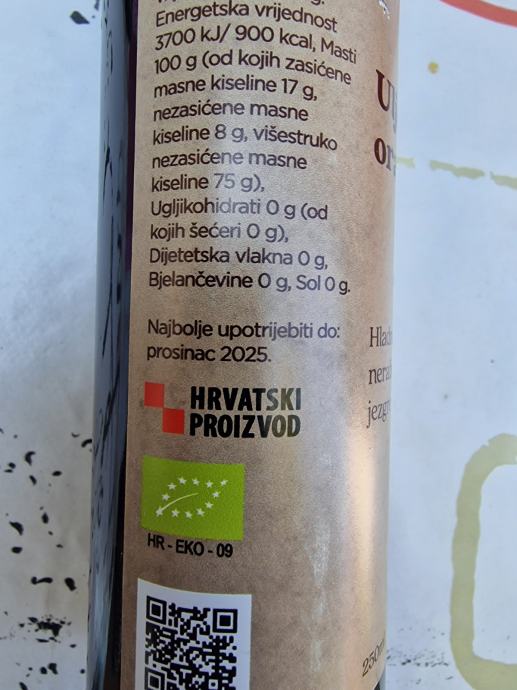 Energetska vrijednost
3700 kJ/ 900 kcal, Masti
100 g (od kojih zasićene
masne kiseline 17 g,
nezasićene masne
kiseline 8 g, višestruko
nezasićene masne
kiseline 75 g),
Ugljikohidrati 0 g (od
kojih šećeri 0 g),
Dijetetska vlakna 0 g,
Bjelančevine 0 g, Sol 0 g.
Najbolje upotrijebiti do:
prosinac 2025.
HRVATSKI
PROIZVOD
HR - EKO - 09